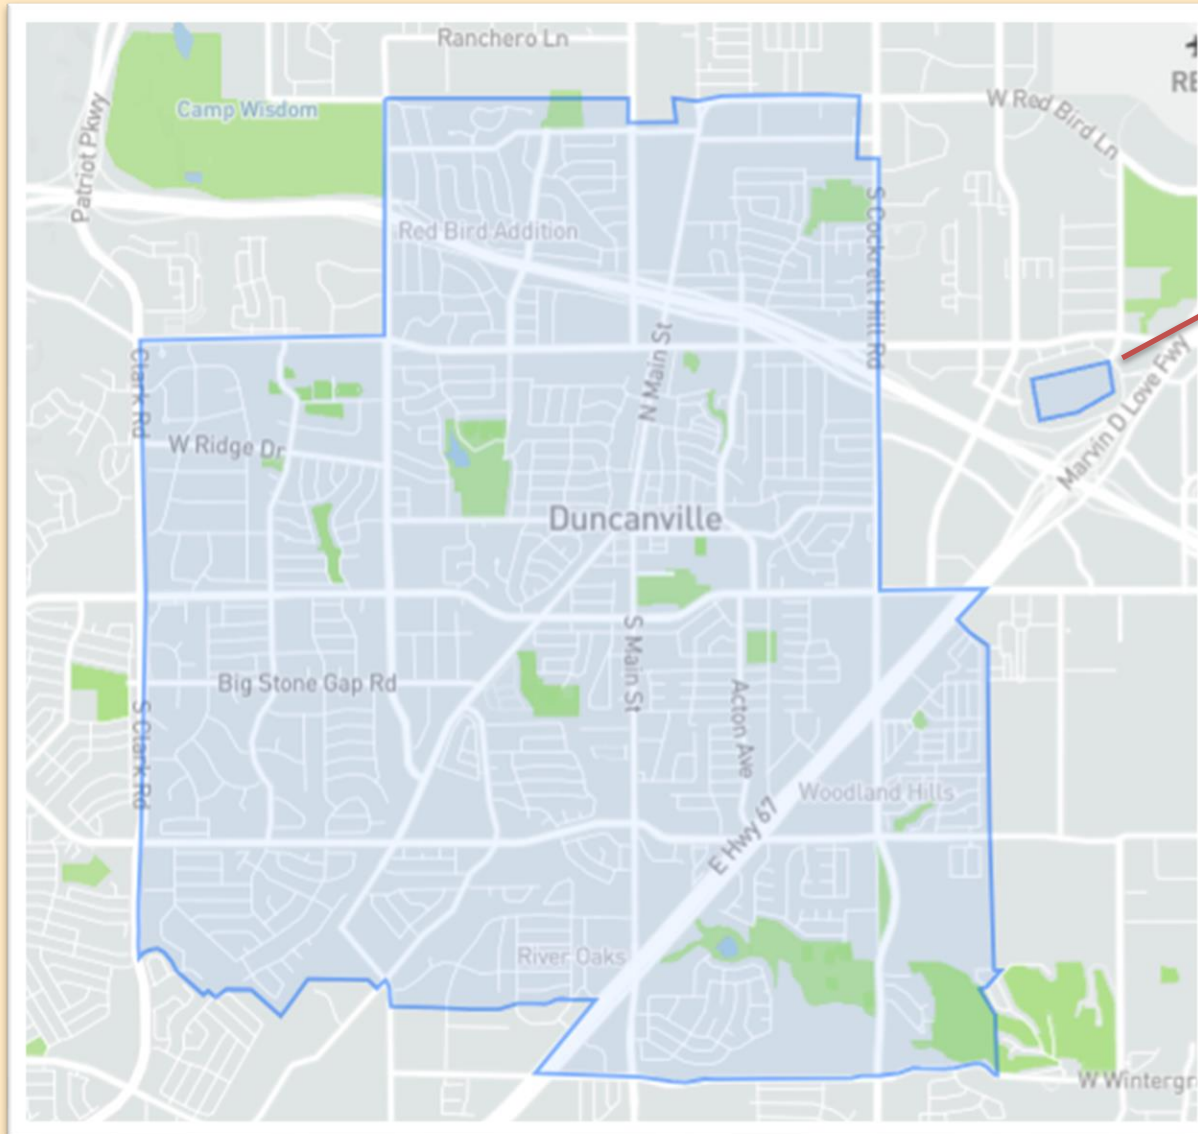 Ranchero Ln
RE
Camp Wisdom
W Red Bird Ln
Patriot Pkwy
Red Bird Addition
S Cockrell Hill Rd
Clark Rd
N Main St
Marvin D Love Fwy
W Ridge Dr
Duncanville
S Main St
Big Stone Gap Rd
Acton Ave
S Clark Rd
Woodland Hills
E Hwy 67
River Oaks
W Wintergr